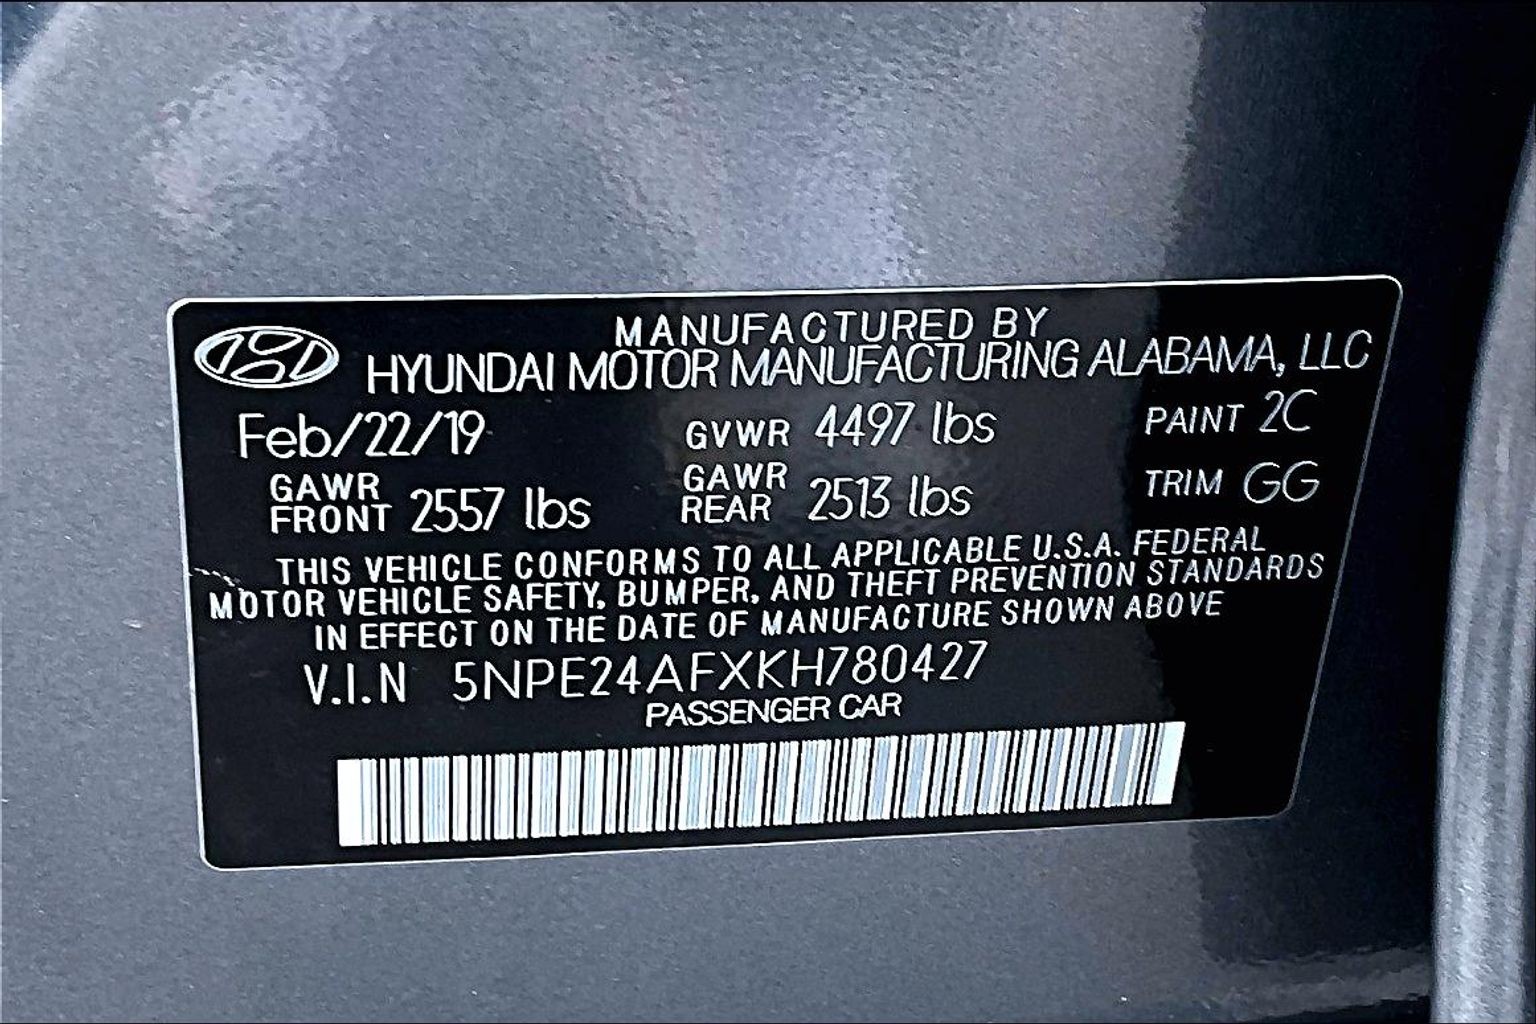 MANUFACTURED BY
HYUNDAI MOTOR MANUFACTURING ALABAMA, LLC
Feb/22/19 GVWR 4497 lbs PAINT 2C
GAWR FRONT 2557 lbs GAWR REAR 2513 lbs TRIM GG
THIS VEHICLE CONFORMS TO ALL APPLICABLE U.S.A. FEDERAL
MOTOR VEHICLE SAFETY, BUMPER, AND THEFT PREVENTION STANDARDS
IN EFFECT ON THE DATE OF MANUFACTURE SHOWN ABOVE
V.I.N 5NPE24AFXKH780427
PASSENGER CAR